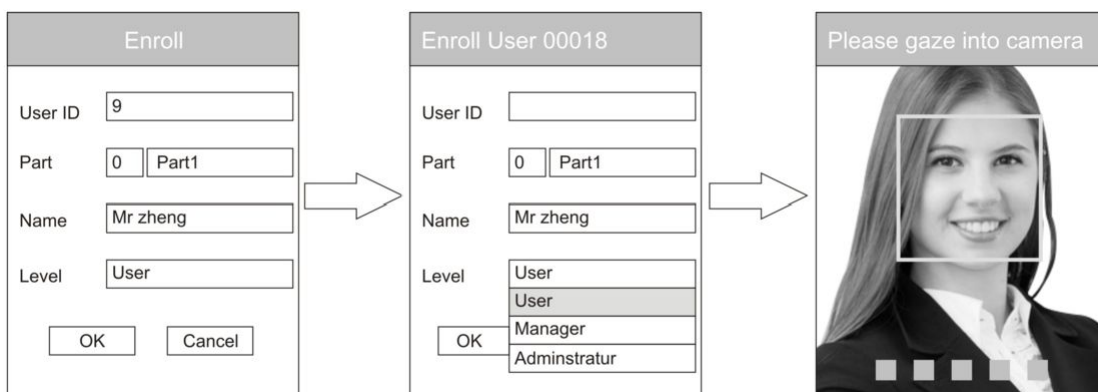 Enroll
User ID 9
Part 0 Part1
Name Mr zheng
Level User
OK Cancel
Enroll User 00018
User ID
Part 0 Part1
Name Mr zheng
Level User
User
Manager
OK
Adminstratur
Please gaze into camera